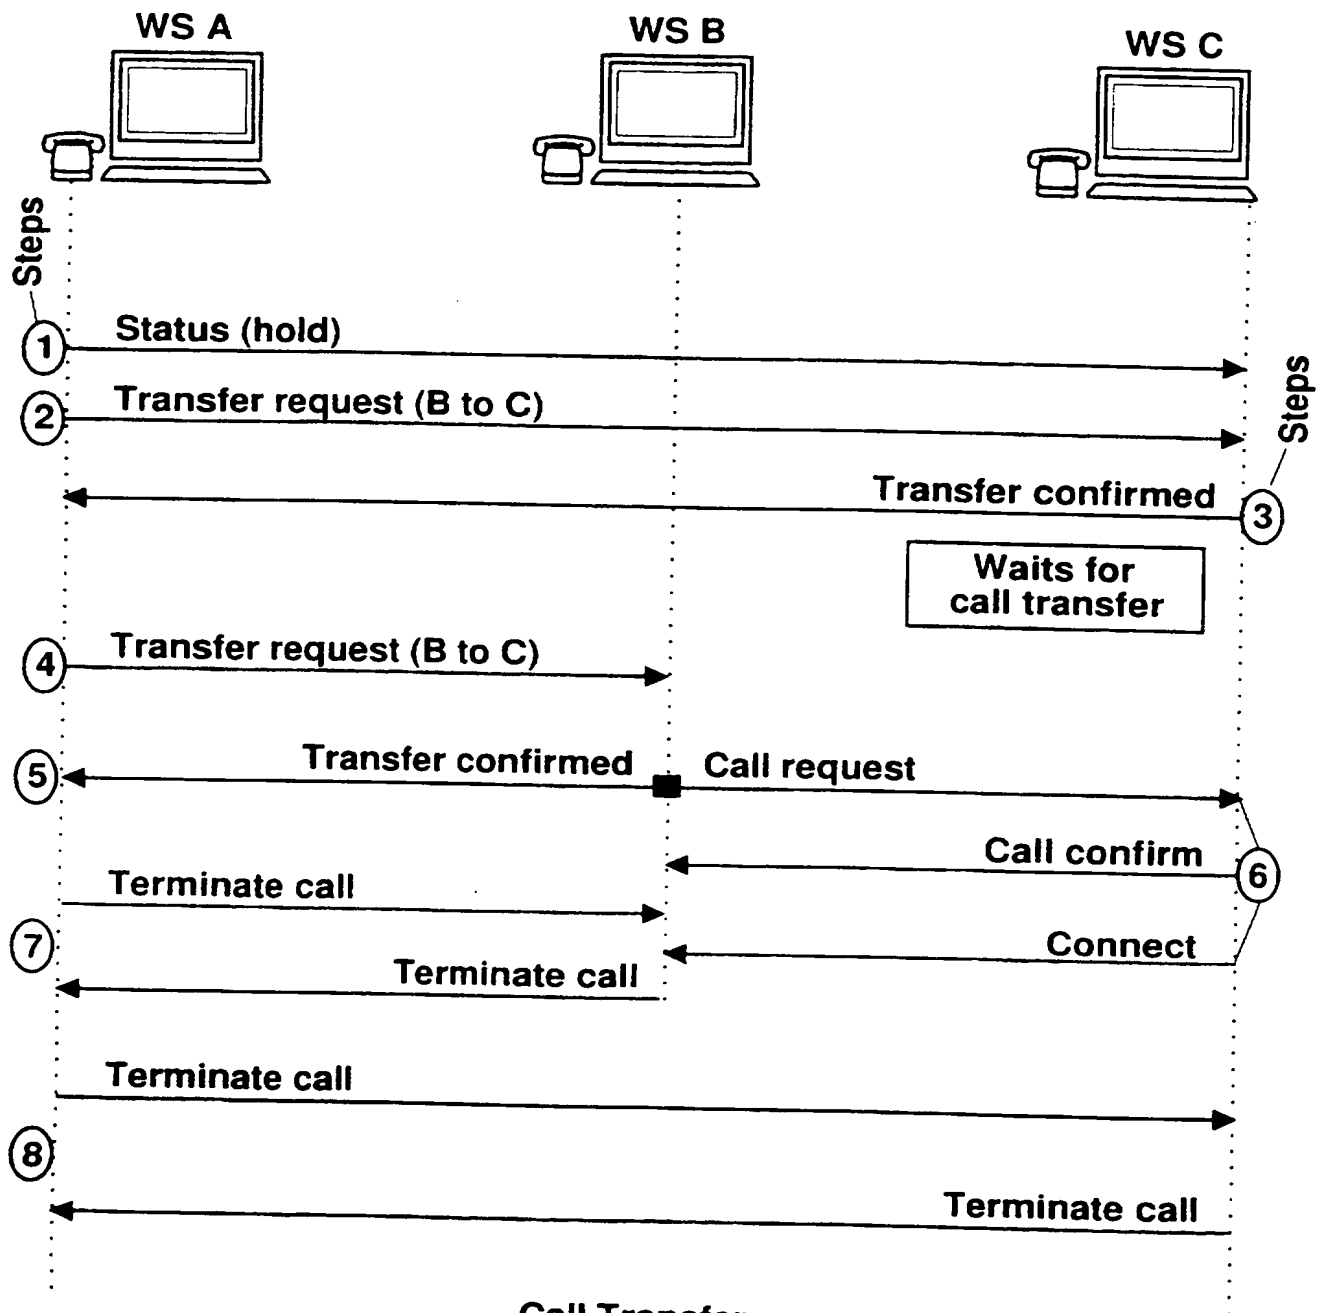 WS A
WS B
WS C
Steps
1
Status (hold)
Steps
2
Transfer request (B to C)
Transfer confirmed
3
Waits for
call transfer
4
Transfer request (B to C)
5
Transfer confirmed
Call request
Call confirm
6
Terminate call
7
Connect
Terminate call
Terminate call
8
Terminate call
Call Transfer